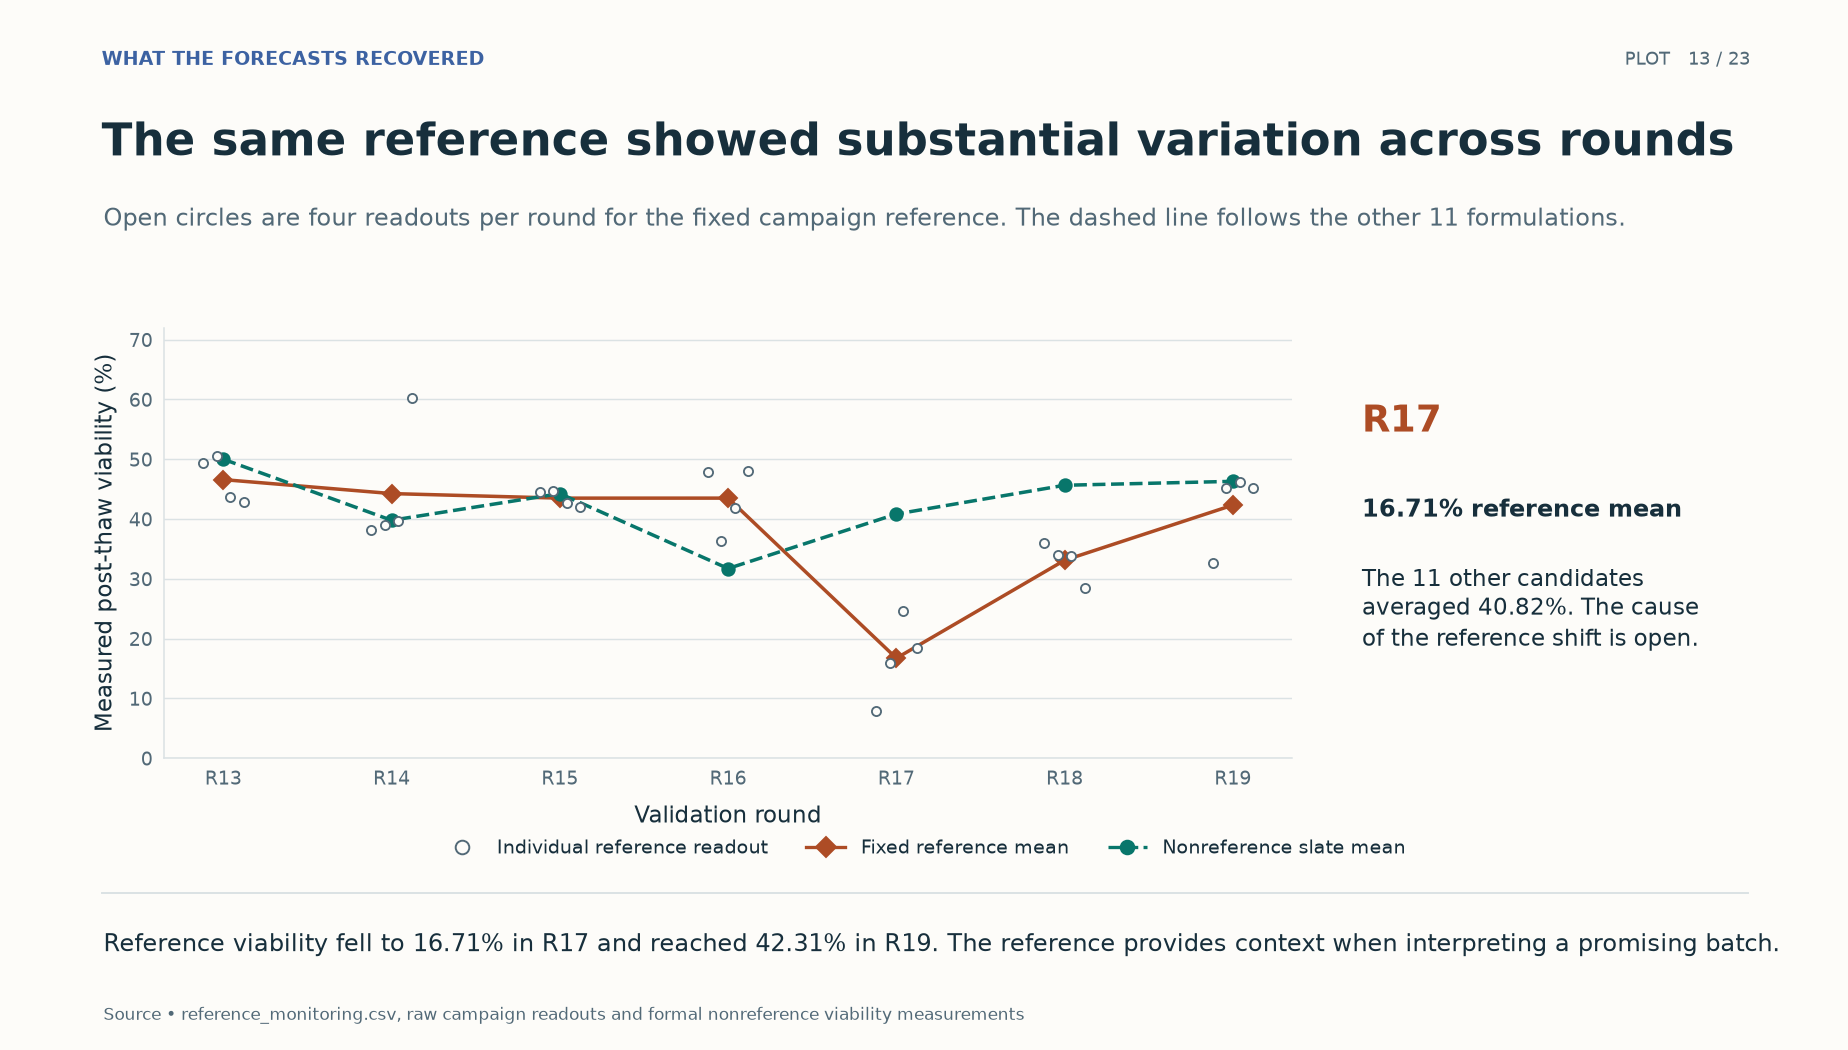 WHAT THE FORECASTS RECOVERED
PLOT 13 / 23
The same reference showed substantial variation across rounds
Open circles are four readouts per round for the fixed campaign reference. The dashed line follows the other 11 formulations.
Measured post-thaw viability (%)
70
60
50
40
30
20
10
0
R13 R14 R15 R16 R17 R18 R19
Validation round
Individual reference readout Fixed reference mean Nonreference slate mean
R17
16.71% reference mean
The 11 other candidates
averaged 40.82%. The cause
of the reference shift is open.
Reference viability fell to 16.71% in R17 and reached 42.31% in R19. The reference provides context when interpreting a promising batch.
Source • reference_monitoring.csv, raw campaign readouts and formal nonreference viability measurements